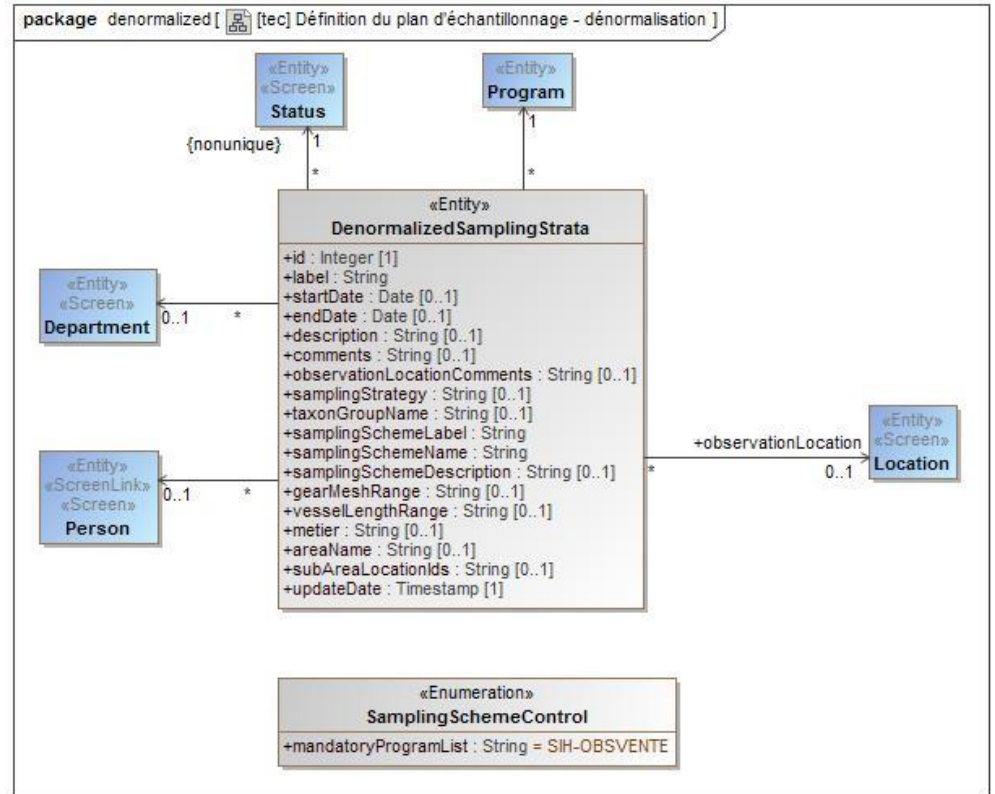 package denormalized [ [tec] Définition du plan d'échantillonnage - dénormalisation ]
«Entity»
«Screen»
Status
«Entity»
Program
{nonunique}
1
*
1
*
«Entity»
DenormalizedSamplingStrata
+id : Integer [1]
+label : String
+startDate : Date [0..1]
+endDate : Date [0..1]
+description : String [0..1]
+comments : String [0..1]
+observationLocationComments : String [0..1]
+samplingStrategy : String [0..1]
+taxonGroupName : String [0..1]
+samplingSchemeLabel : String
+samplingSchemeName : String
+samplingSchemeDescription : String [0..1]
+gearMeshRange : String [0..1]
+vesselLengthRange : String [0..1]
+metier : String [0..1]
+areaName : String [0..1]
+subAreaLocationIds : String [0..1]
+updateDate : Timestamp [1]
«Entity»
«Screen»
Department
0..1
*
«Entity»
«ScreenLink»
«Screen»
Person
0..1
*
*
+observationLocation
0..1
«Entity»
«Screen»
Location
«Enumeration»
SamplingSchemeControl
+mandatoryProgramList : String = SIH-OBSVENTE